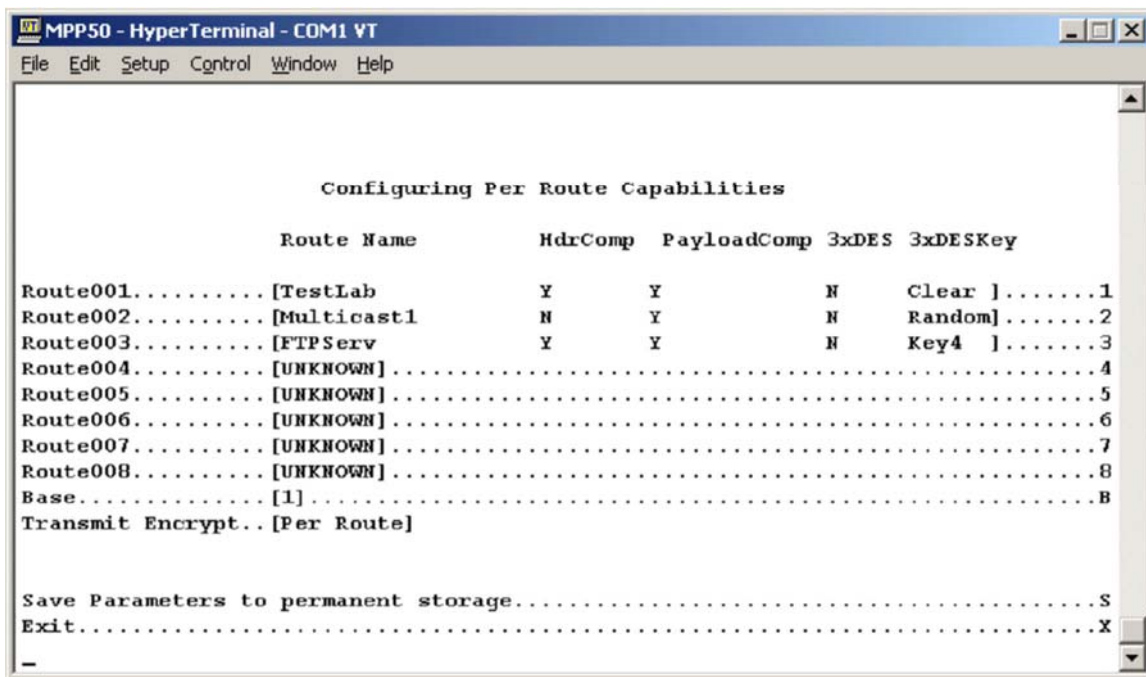 MPP50 - HyperTerminal - COM1 VT
File Edit Setup Control Window Help
Configuring Per Route Capabilities
Route Name HdrComp PayloadComp 3xDES 3xDESKey
Route001..........[TestLab Y Y N Clear ].......1
Route002..........[Multicast1 N Y N Random].......2
Route003..........[FTPServ Y Y N Key4 ].......3
Route004..........[UNKNOWN]....................................................4
Route005..........[UNKNOWN]....................................................5
Route006..........[UNKNOWN]....................................................6
Route007..........[UNKNOWN]....................................................7
Route008..........[UNKNOWN]....................................................8
Base..............[1]..........................................................B
Transmit Encrypt..[Per Route]
Save Parameters to permanent storage...........................................S
Exit...........................................................................X